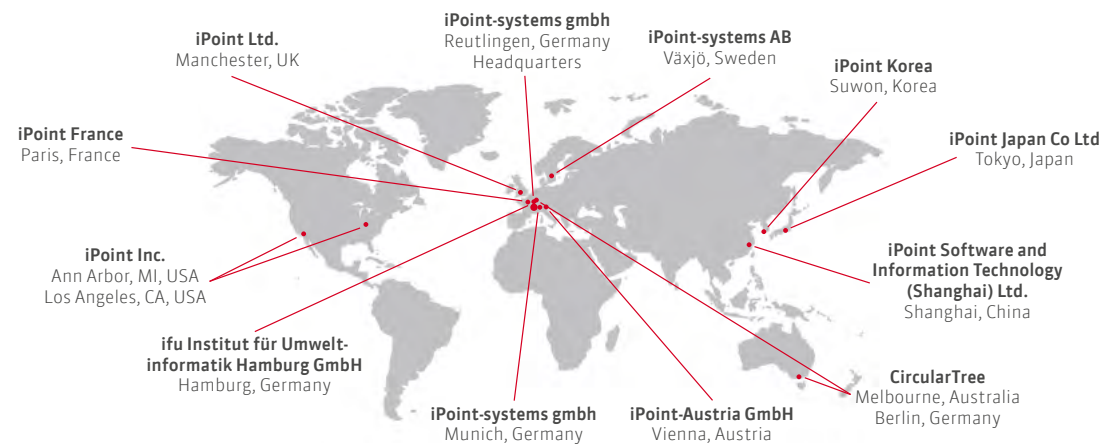 iPoint-systems gmbh
Reutlingen, Germany
Headquarters
iPoint Ltd.
Manchester, UK
iPoint-systems AB
Växjö, Sweden
iPoint Korea
Suwon, Korea
iPoint France
Paris, France
iPoint Japan Co Ltd
Tokyo, Japan
iPoint Inc.
Ann Arbor, MI, USA
Los Angeles, CA, USA
iPoint Software and
Information Technology
(Shanghai) Ltd.
Shanghai, China
ifu Institut für Umwelt-
informatik Hamburg GmbH
Hamburg, Germany
CircularTree
Melbourne, Australia
Berlin, Germany
iPoint-systems gmbh
Munich, Germany
iPoint-Austria GmbH
Vienna, Austria